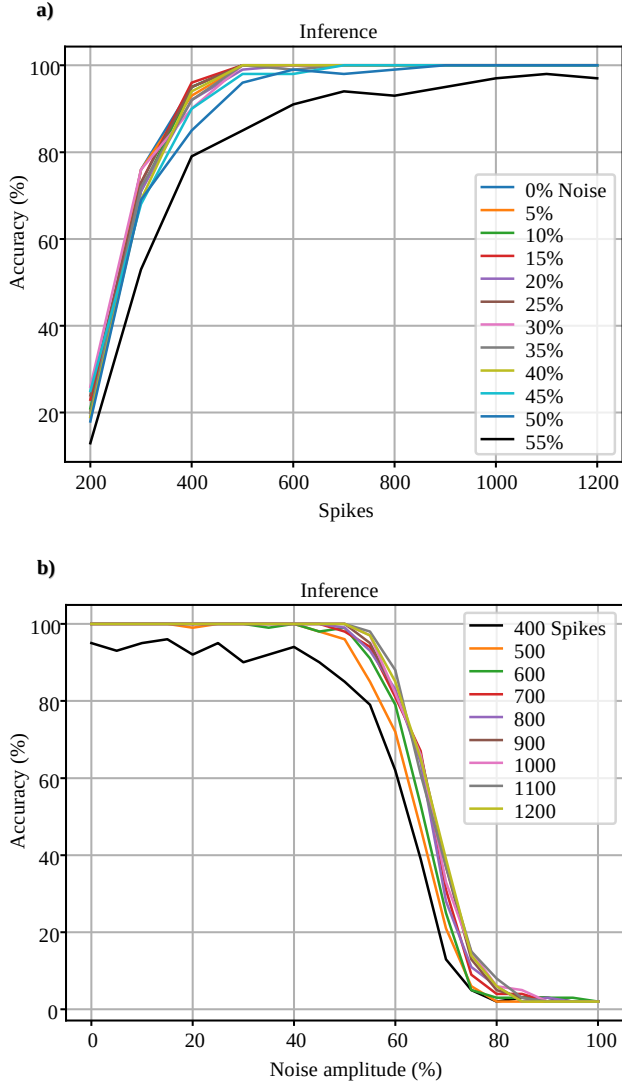 a)
Inference
100
80
60
40
20
Accuracy (%)
0% Noise
5%
10%
15%
20%
25%
30%
35%
40%
45%
50%
55%
200 400 600 800 1000 1200
Spikes
b)
Inference
100
80
60
40
20
0
Accuracy (%)
400 Spikes
500
600
700
800
900
1000
1100
1200
0 20 40 60 80 100
Noise amplitude (%)